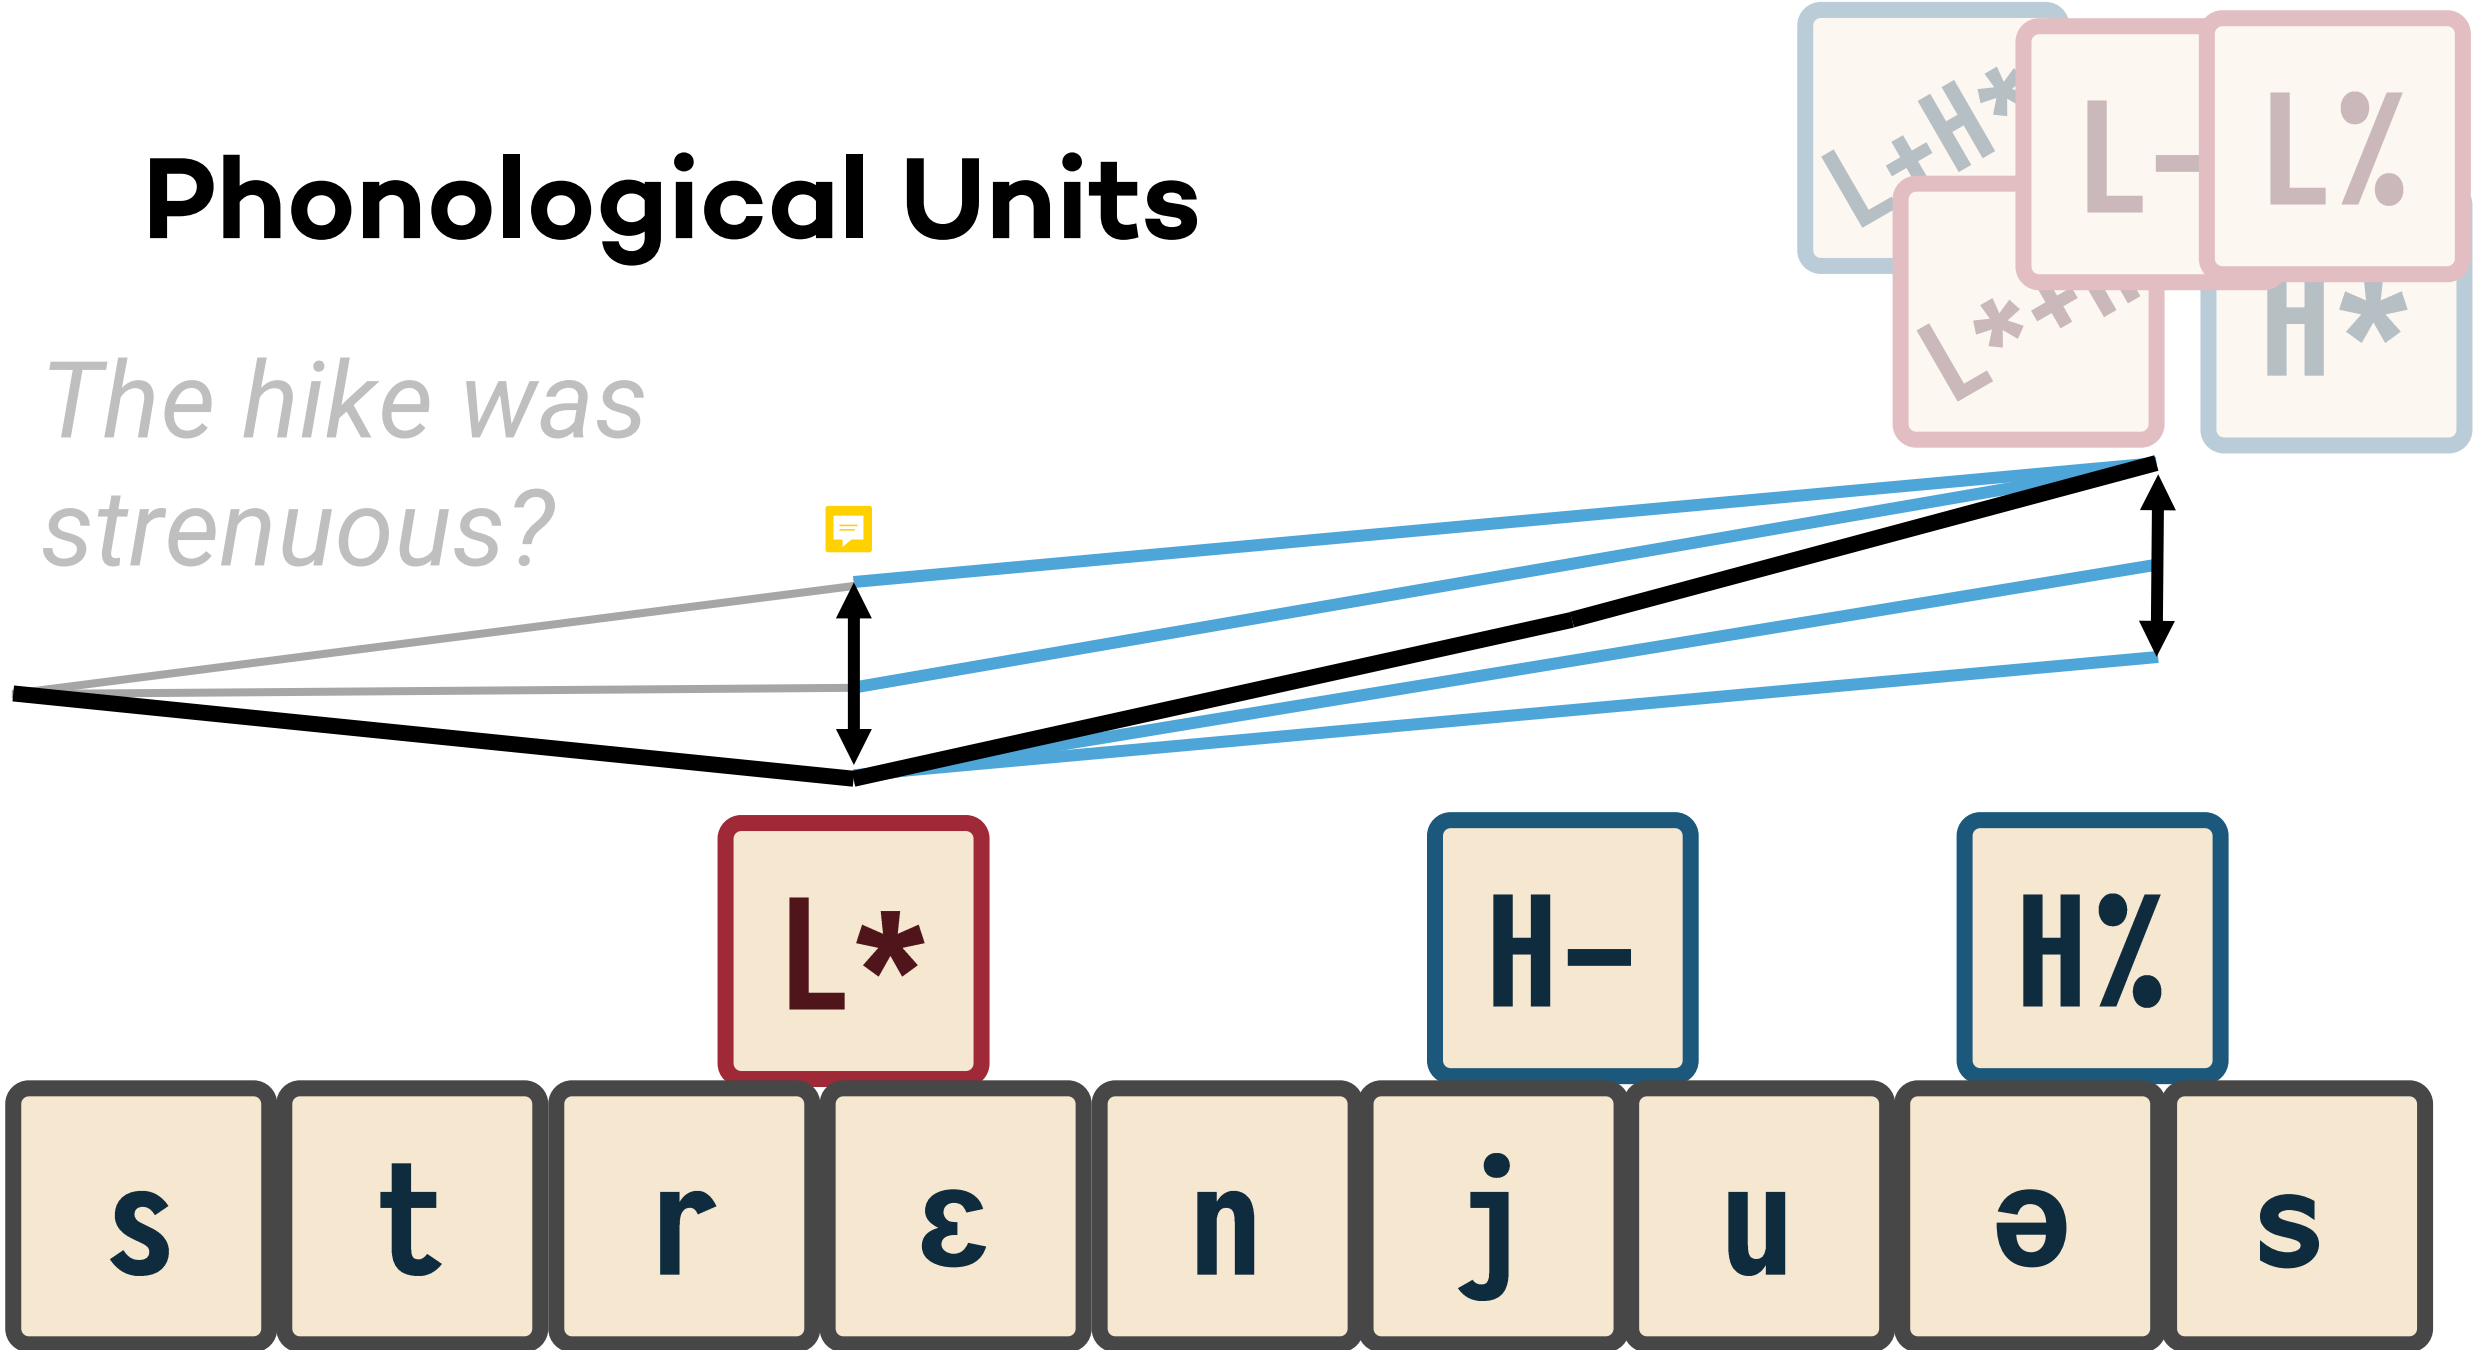 Phonological Units
L+H*
L-
L%
L*+H
H*
The hike was
strenuous?
L*
H-
H%
s t r ɛ n j u ə s